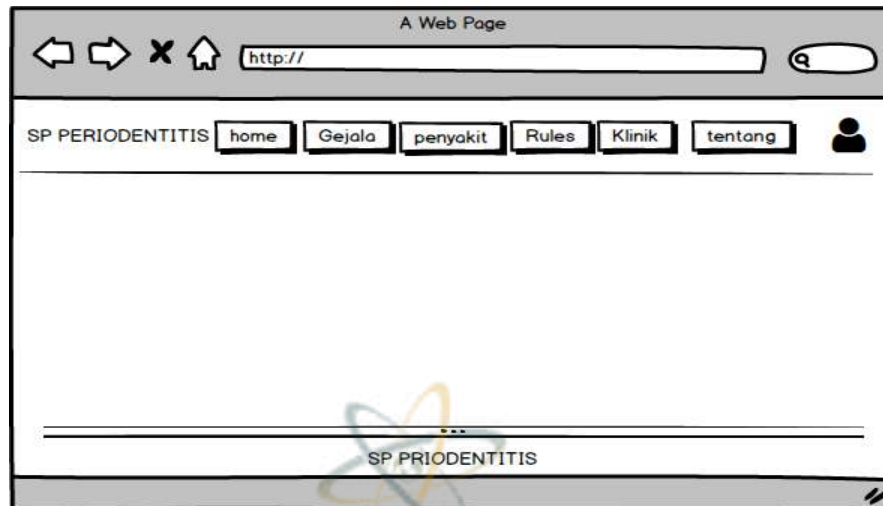 A Web Page
http://
SP PERIODENTITIS home Gejala penyakit Rules Klinik tentang
SP PRIODENTITIS